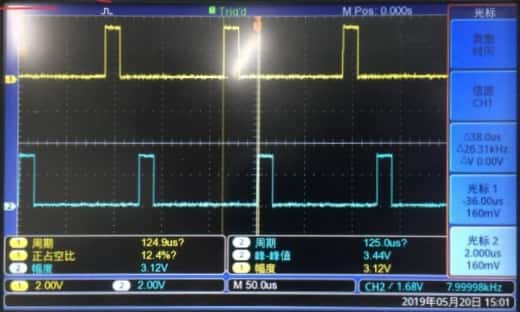 Trig'd
M Pos: 0.000s
光标
类型
时间
信源
CH1
△38.0us
△26.31kHz
△V 0.00V
光标 1
-36.00us
160mV
光标 2
2.000us
160mV
1
2
1 周期 124.9us?
1 正占空比 12.4%?
2 幅度 3.12V
2 周期 125.0us?
2 峰-峰值 3.44V
1 幅度 3.12V
1 2.00V
2 2.00V
M 50.0us
CH2 / 1.68V
7.99998kHz
2019年05月20日 15:01